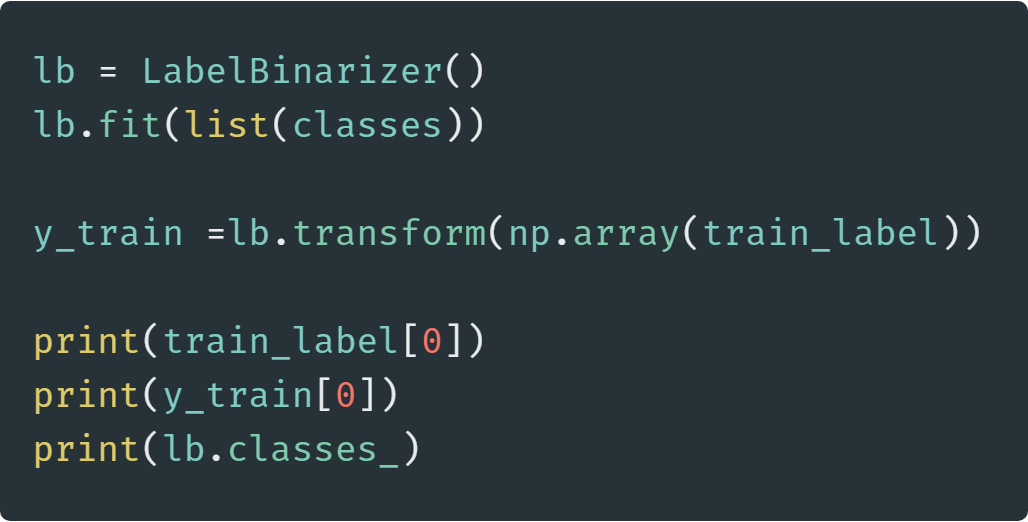 lb = LabelBinarizer()
lb.fit(list(classes))
y_train =lb.transform(np.array(train_label))
print(train_label[0])
print(y_train[0])
print(lb.classes_)